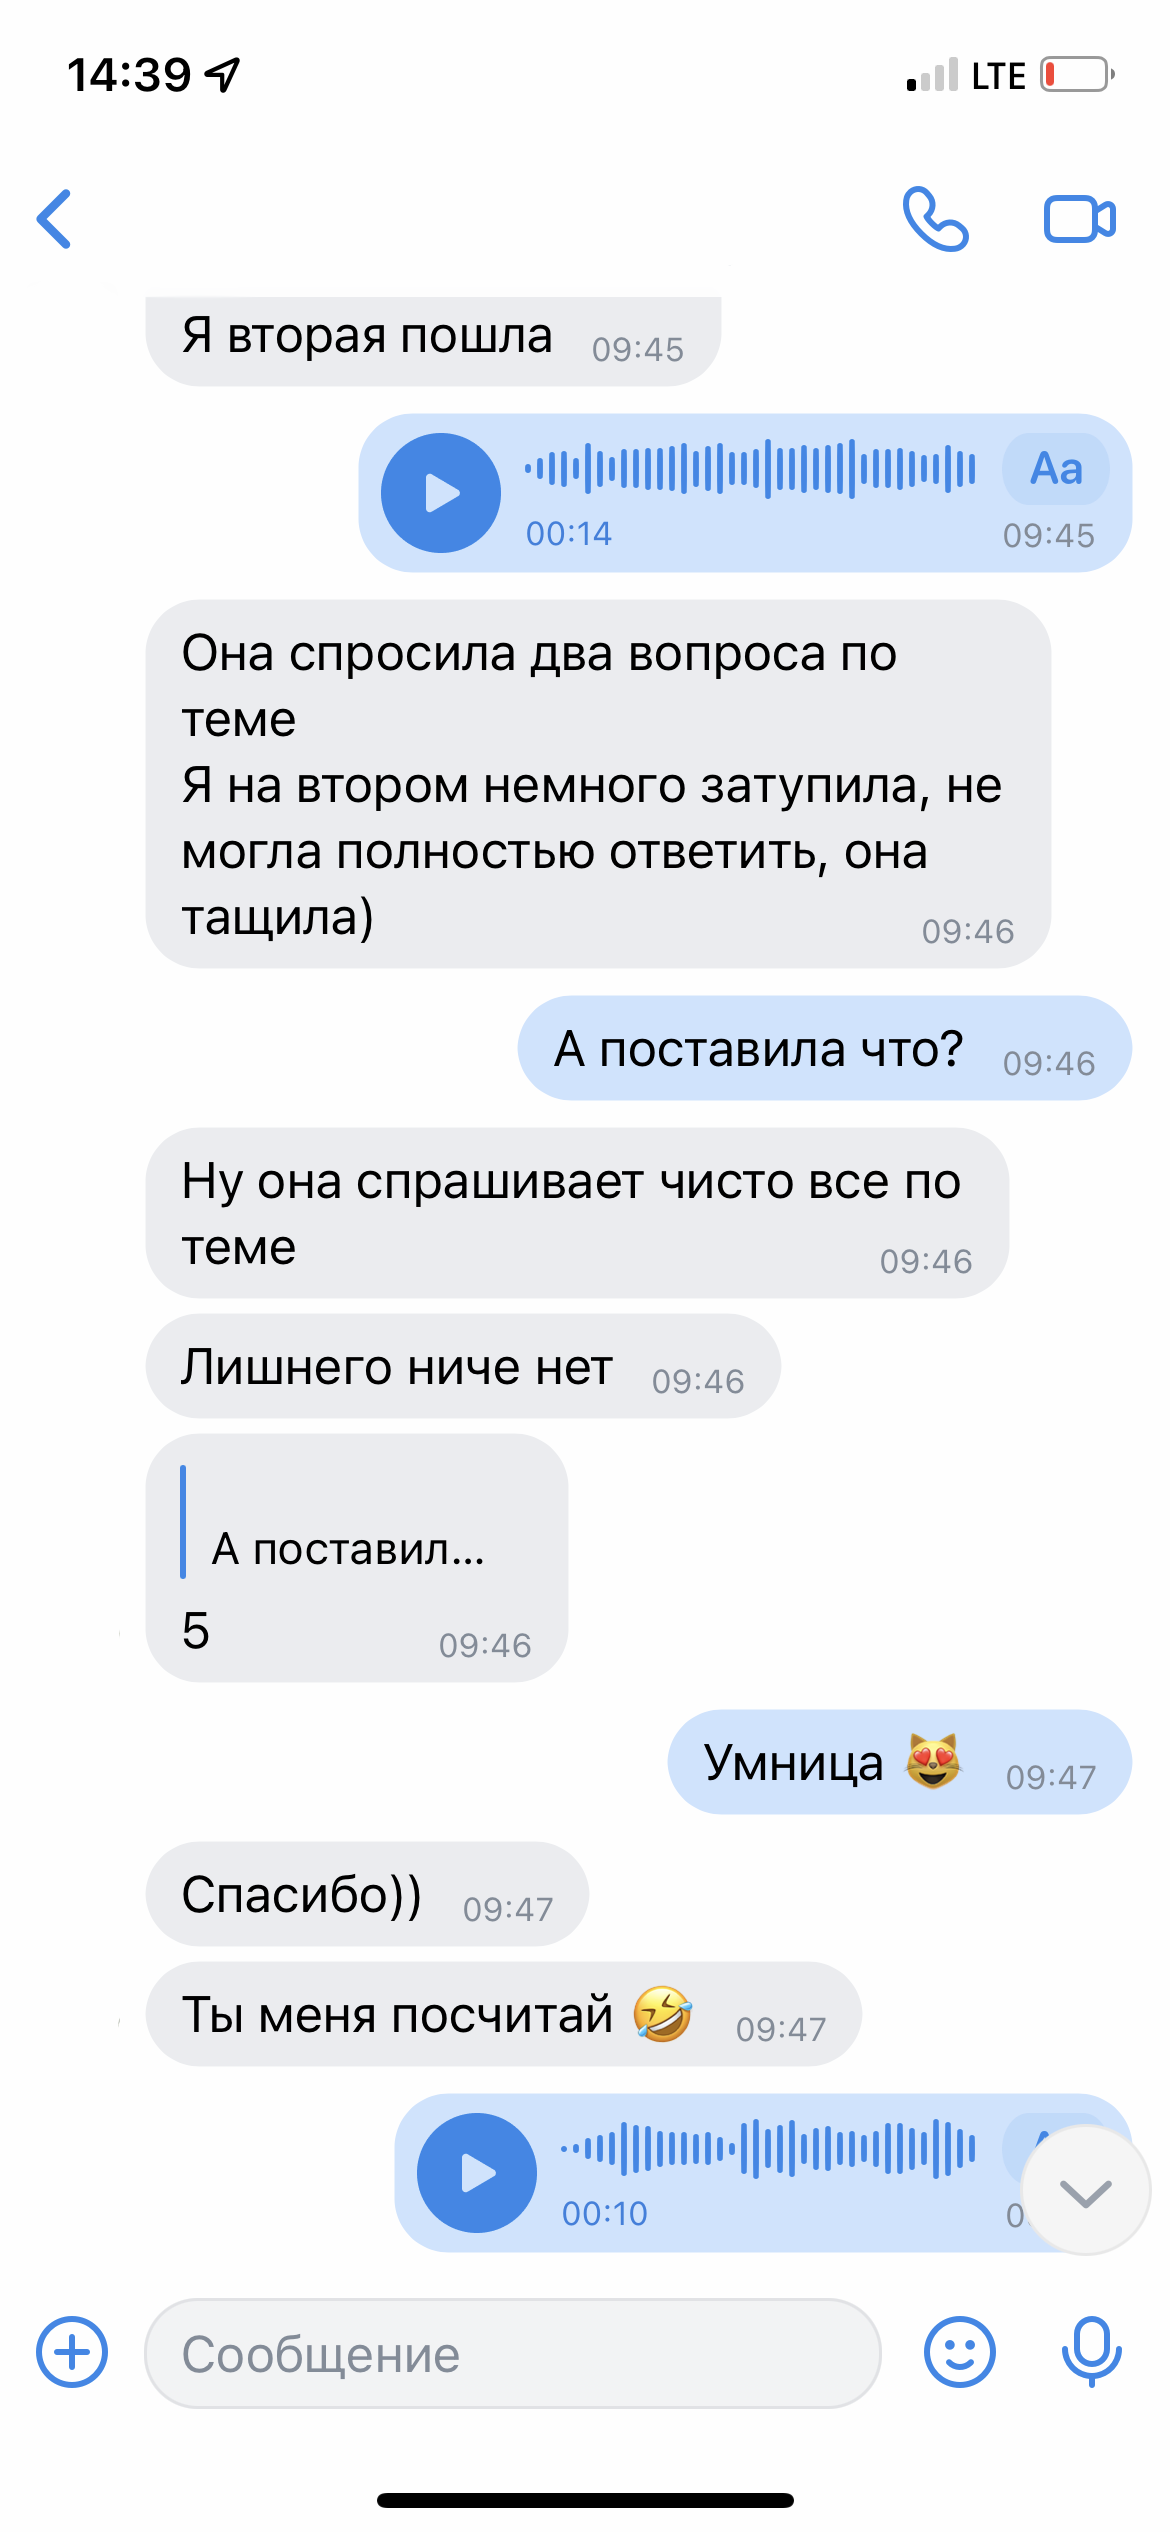 14:39
LTE
Я вторая пошла 09:45
Aa
00:14 09:45
Она спросила два вопроса по
теме
Я на втором немного затупила, не
могла полностью ответить, она
тащила) 09:46
А поставила что? 09:46
Ну она спрашивает чисто все по
теме 09:46
Лишнего ниче нет 09:46
А поставил...
5 09:46
Умница 😻 09:47
Спасибо)) 09:47
Ты меня посчитай 🤣 09:47
00:10
Сообщение